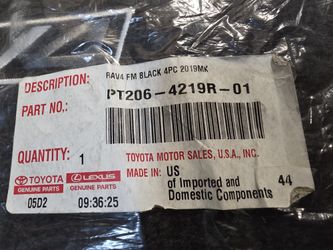 RAV4 FM BLACK 4PC 2019MK
DESCRIPTION:
PART NO.:
PT206-4219R-01
QUANTITY: 1
TOYOTA MOTOR SALES, U.S.A., INC.
TOYOTA LEXUS
GENUINE PARTS GENUINE PARTS
MADE IN: US
of Imported and
Domestic Components
44
05D2 09:36:25